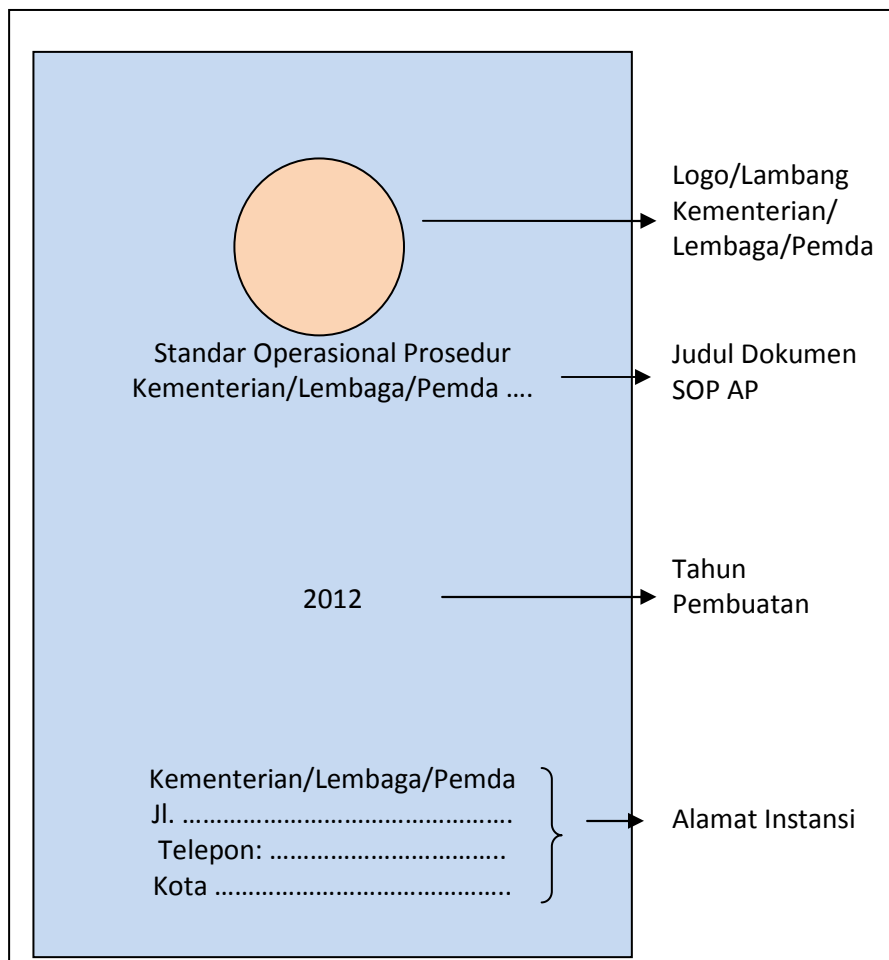 Logo/Lambang
Kementerian/
Lembaga/Pemda
Standar Operasional Prosedur
Kementerian/Lembaga/Pemda ....
Judul Dokumen
SOP AP
2012
Tahun
Pembuatan
Kementerian/Lembaga/Pemda
Jl. ……………………………………….
Telepon: …………………………..
Kota …………………………………..
Alamat Instansi